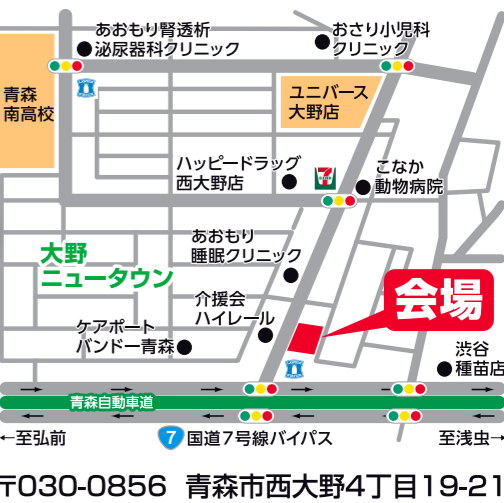 あおもり腎透析
泌尿器科クリニック
おさり小児科
クリニック
青森
南高校
ユニバース
大野店
ハッピードラッグ
西大野店
7
こなか
動物病院
あおもり
睡眠クリニック
大野
ニュータウン
介援会
ハイレール
会場
ケアポート
バンドー青森
渋谷
種苗店
青森自動車道
←至弘前
7
国道7号線バイパス
至浅虫→
〒030-0856 青森市西大野4丁目19-21